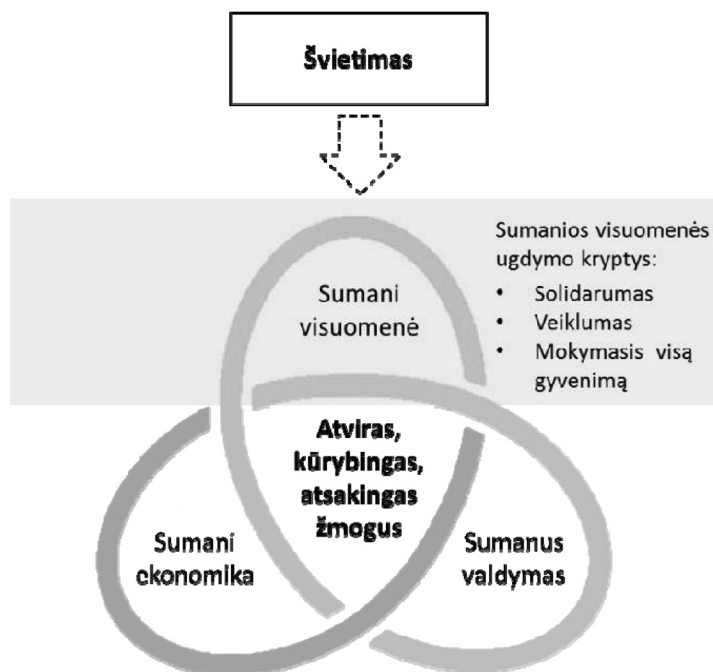 Švietimas
Sumanios visuomenės
ugdymo kryptys:
• Solidarumas
• Veiklumas
• Mokymasis visą
gyvenimą
Sumani
visuomenė
Atviras,
kūrybingas,
atsakingas
žmogus
Sumani
ekonomika
Sumanus
valdymas